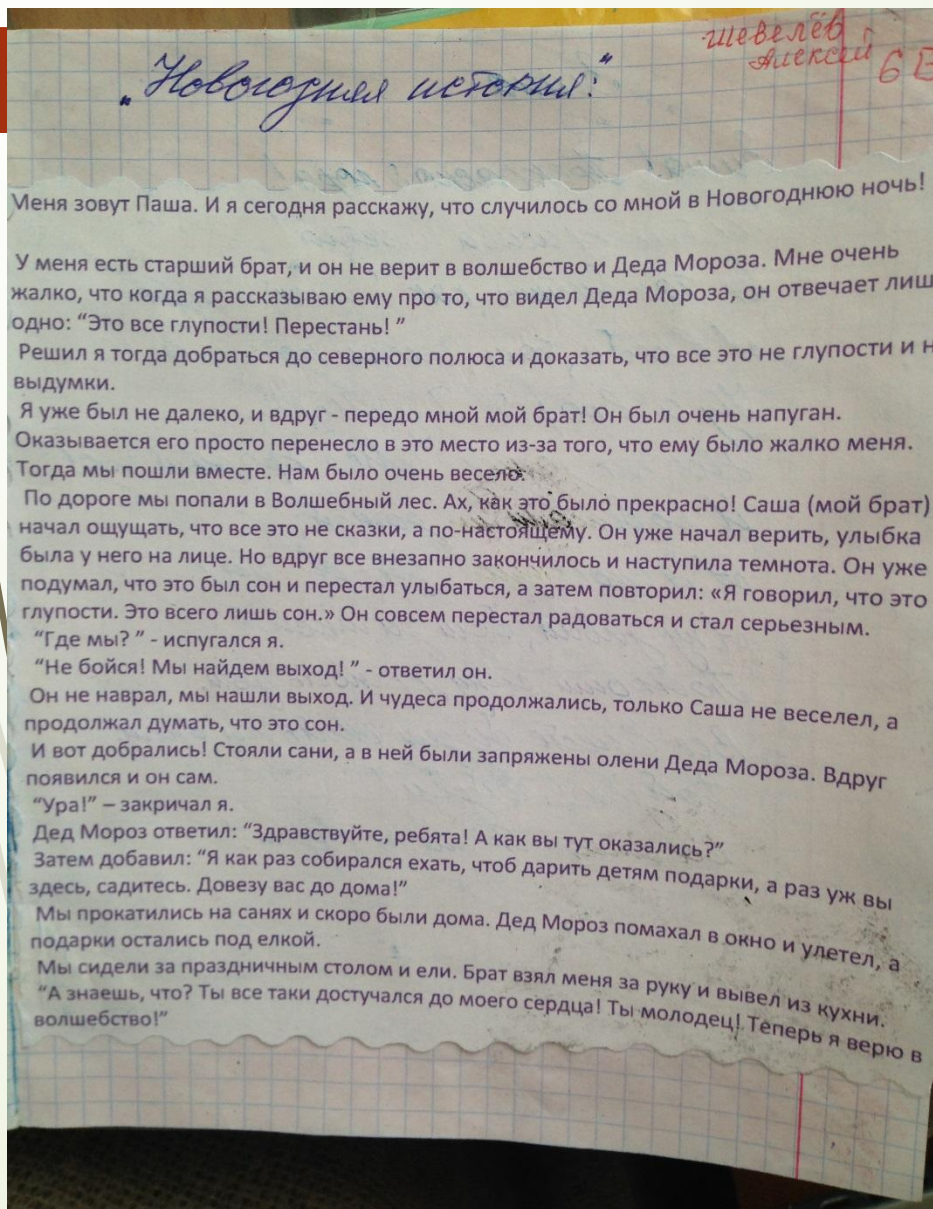 Шевелёв
Алексей 6
„Новогодняя история:"
Меня зовут Паша. И я сегодня расскажу, что случилось со мной в Новогоднюю ночь!
У меня есть старший брат, и он не верит в волшебство и Деда Мороза. Мне очень
жалко, что когда я рассказываю ему про то, что видел Деда Мороза, он отвечает лиш
одно: “Это все глупости! Перестань! ”
Решил я тогда добраться до северного полюса и доказать, что все это не глупости и н
выдумки.
Я уже был не далеко, и вдруг - передо мной мой брат! Он был очень напуган.
Оказывается его просто перенесло в это место из-за того, что ему было жалко меня.
Тогда мы пошли вместе. Нам было очень весело.
По дороге мы попали в Волшебный лес. Ах, как это было прекрасно! Саша (мой брат)
начал ощущать, что все это не сказки, а по-настоящему. Он уже начал верить, улыбка
была у него на лице. Но вдруг все внезапно закончилось и наступила темнота. Он уже
подумал, что это был сон и перестал улыбаться, а затем повторил: «Я говорил, что это
глупости. Это всего лишь сон.» Он совсем перестал радоваться и стал серьезным.
“Где мы? ” - испугался я.
“Не бойся! Мы найдем выход! ” - ответил он.
Он не наврал, мы нашли выход. И чудеса продолжались, только Саша не веселел, а
продолжал думать, что это сон.
И вот добрались! Стояли сани, а в ней были запряжены олени Деда Мороза. Вдруг
появился и он сам.
“Ура!” – закричал я.
Дед Мороз ответил: “Здравствуйте, ребята! А как вы тут оказались?”
Затем добавил: “Я как раз собирался ехать, чтоб дарить детям подарки, а раз уж вы
здесь, садитесь. Довезу вас до дома!”
Мы прокатились на санях и скоро были дома. Дед Мороз помахал в окно и улетел, а
подарки остались под елкой.
Мы сидели за праздничным столом и ели. Брат взял меня за руку и вывел из кухни.
“А знаешь, что? Ты все таки достучался до моего сердца! Ты молодец! Теперь я верю в
волшебство!”